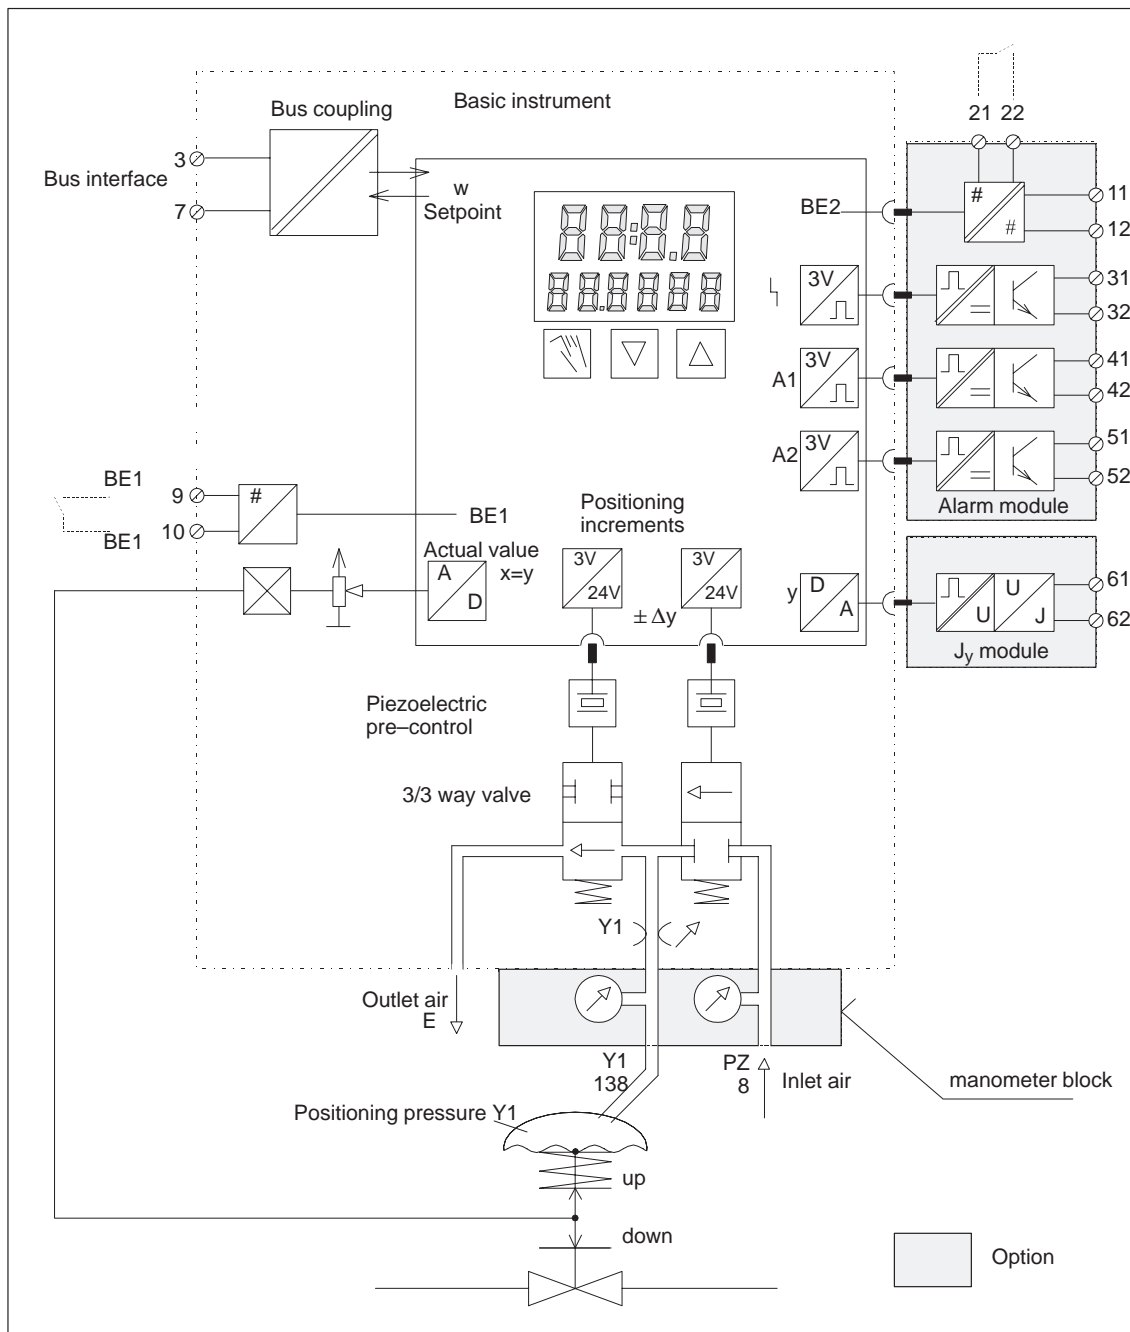 Bus coupling
Basic instrument
21 22
3
Bus interface
7
w
Setpoint
BE2
#
#
11
12
3V
31
32
A1
3V
41
42
A2
3V
51
52
Alarm module
BE1
9
#
BE1
10
BE1
Positioning
increments
Actual value
x=y
A
D
3V
24V
3V
24V
± Δy
y
D
A
U
U
J
61
62
Jy module
Piezoelectric
pre–control
3/3 way valve
Y1
Outlet air
E
Y1
138
PZ
8
Inlet air
manometer block
Positioning pressure Y1
up
down
Option